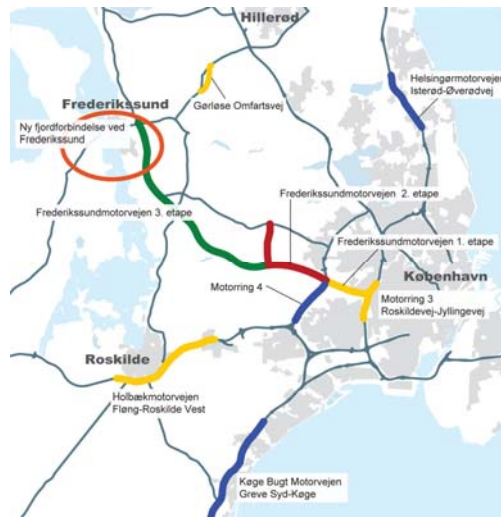 Hillerød
Helsingørmotorvejen
Isterød-Øverødvej
Frederikssund
Gørløse Omfartsvej
Ny fjordforbindelse ved
Frederikssund
Frederikssundmotorvejen 2. etape
Frederikssundmotorvejen 3. etape
Frederikssundmotorvejen 1. etape
København
Motorring 4
Motorring 3
Roskildevej-Jyllingevej
Roskilde
Holbækmotorvejen
Fløng-Roskilde Vest
Køge Bugt Motorvejen
Greve Syd-Køge